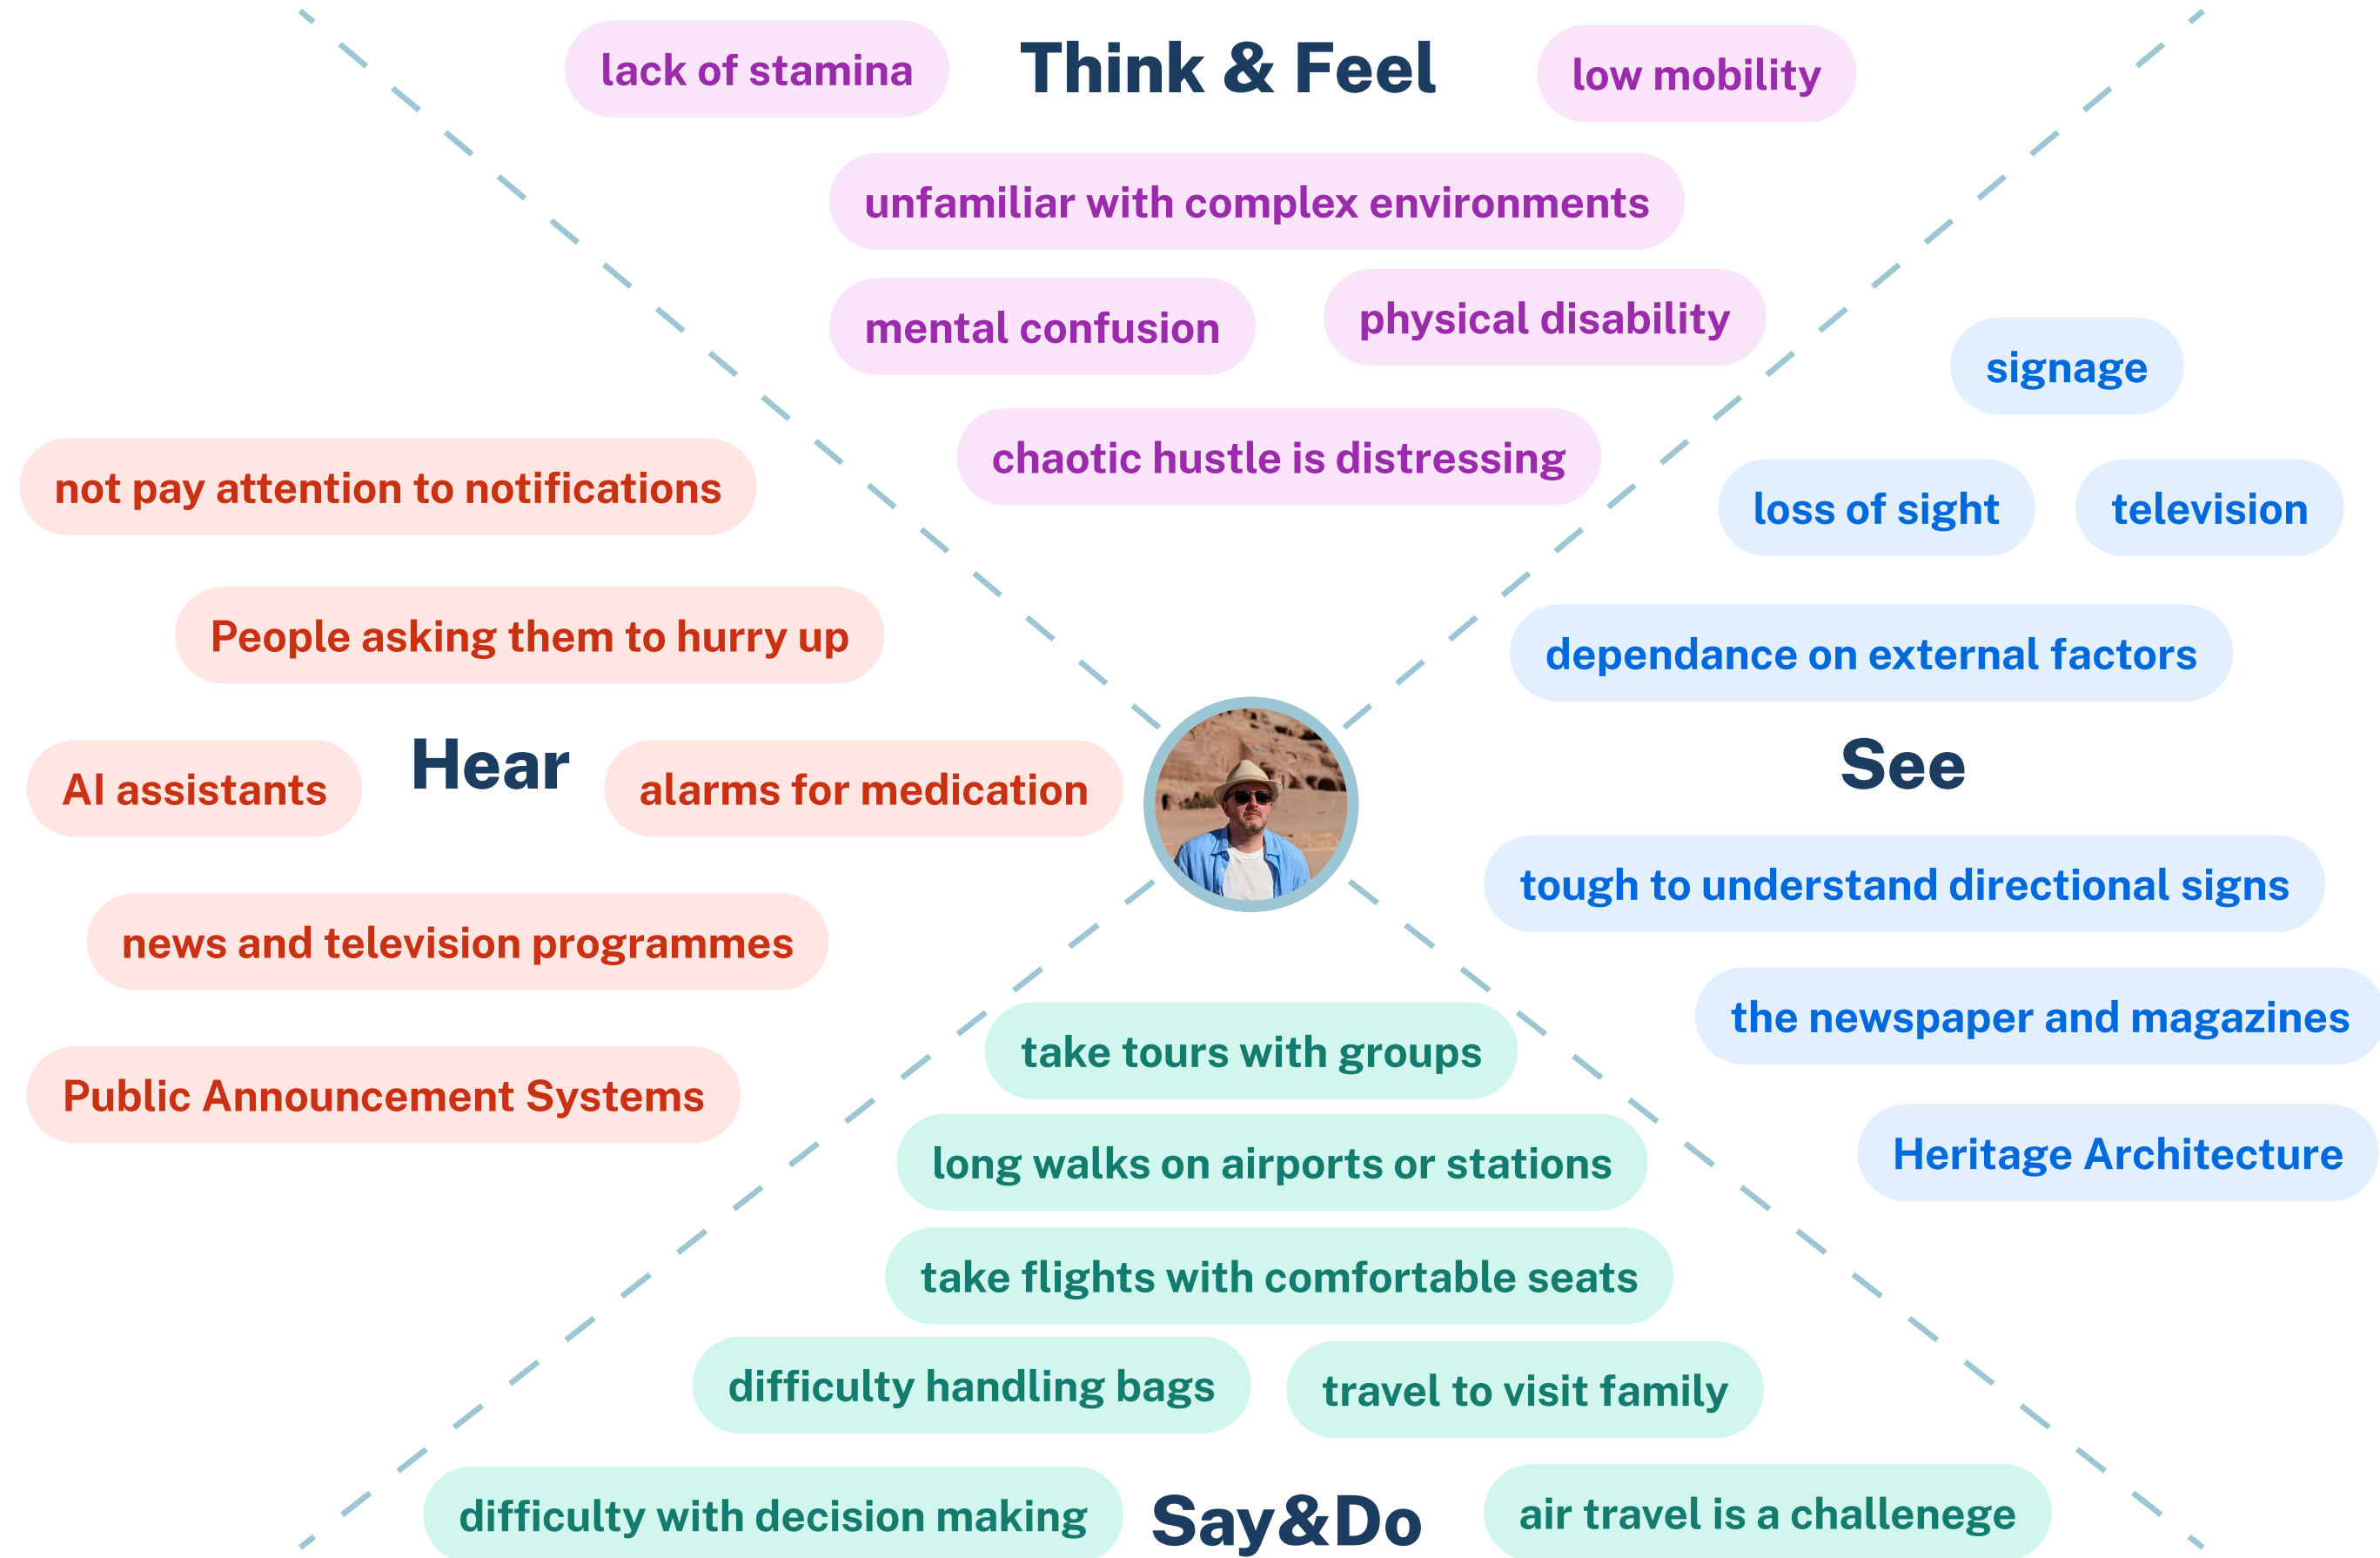 lack of stamina
Think & Feel
low mobility
unfamiliar with complex environments
mental confusion
physical disability
chaotic hustle is distressing
not pay attention to notifications
People asking them to hurry up
AI assistants
Hear
alarms for medication
news and television programmes
Public Announcement Systems
signage
loss of sight
television
dependance on external factors
See
tough to understand directional signs
the newspaper and magazines
Heritage Architecture
take tours with groups
long walks on airports or stations
take flights with comfortable seats
difficulty handling bags
travel to visit family
difficulty with decision making
Say&Do
air travel is a challenege